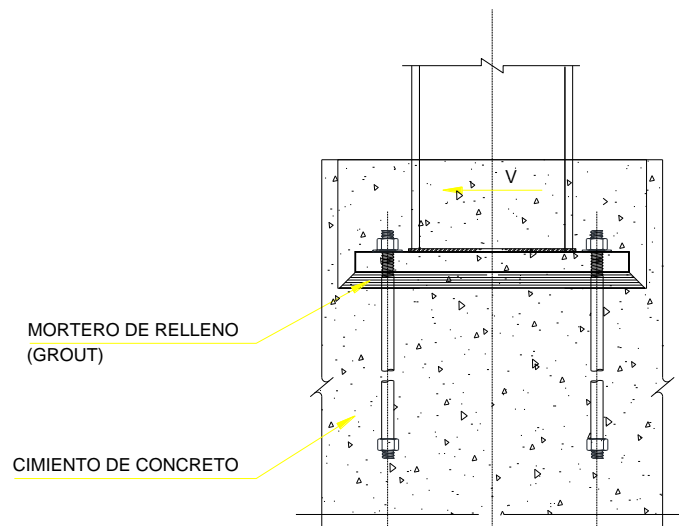 V
MORTERO DE RELLENO
(GROUT)
CIMIENTO DE CONCRETO